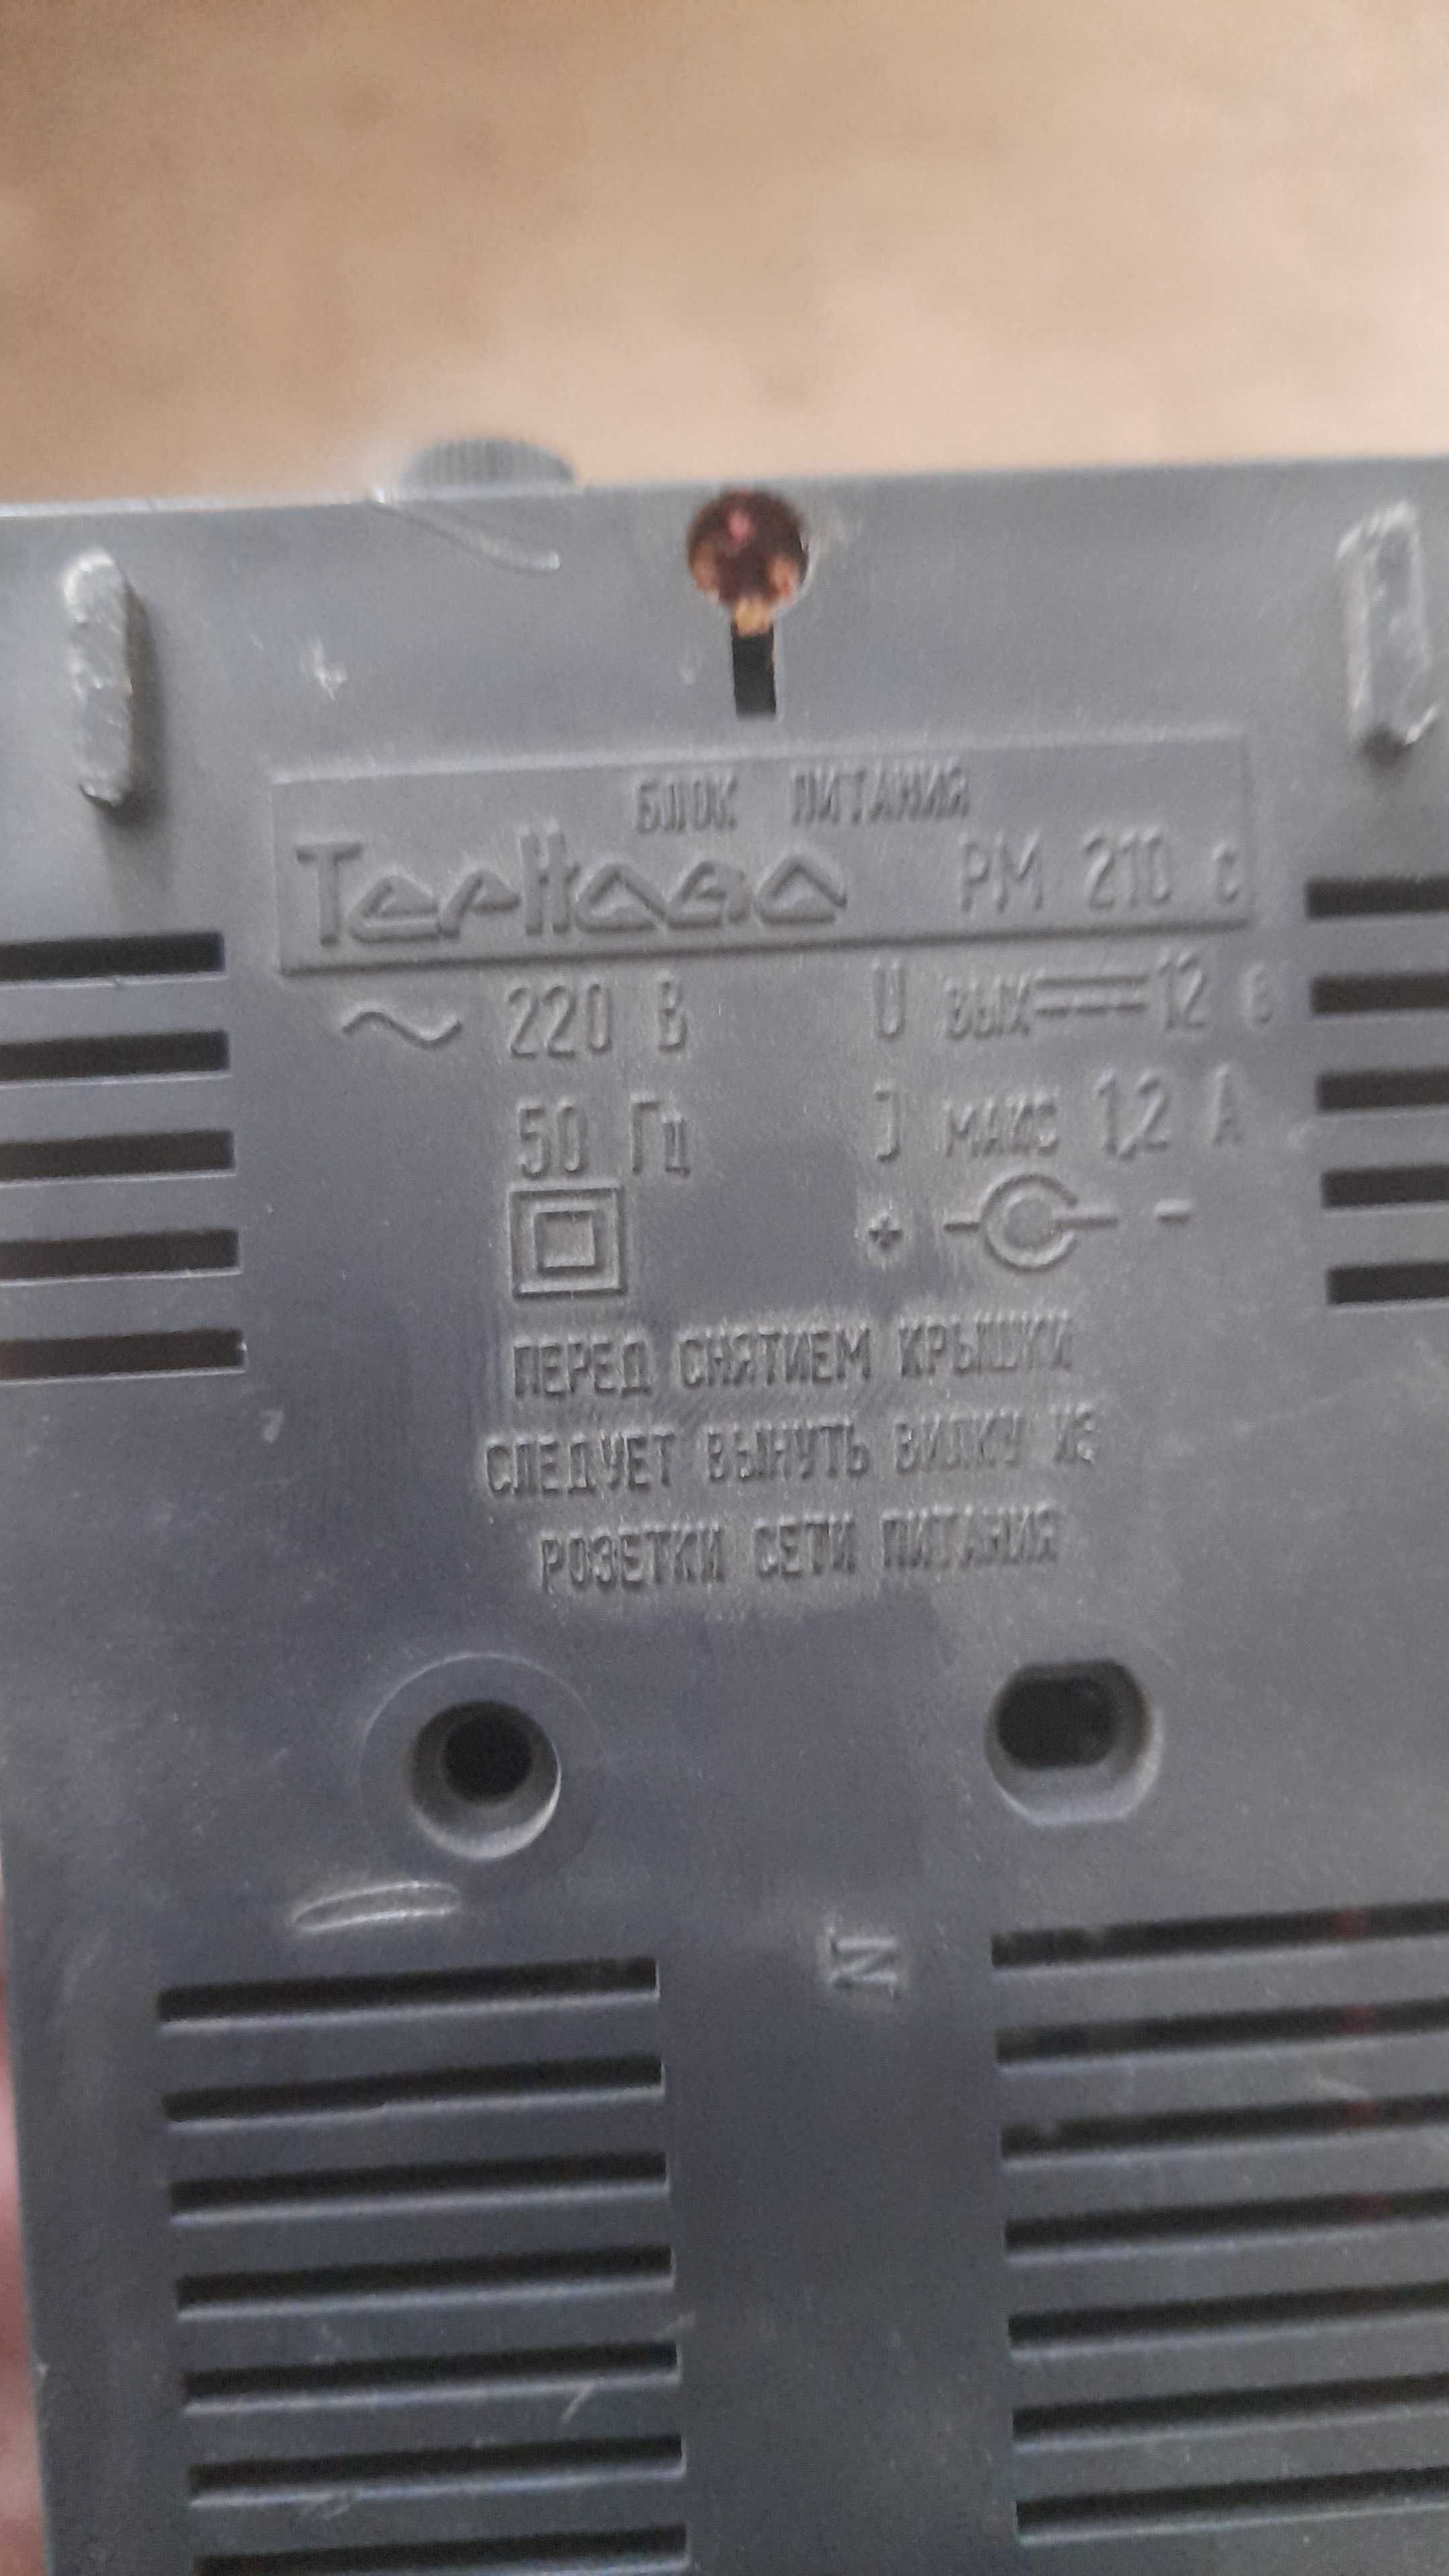 БЛОК ПИТАНИЯ
ТерНава РМ 210 с
~ 220 В U вых 12 в
50 Гц J МАКС 1,2 А
+ -
ПЕРЕД СНЯТИЕМ КРЫШКИ
СЛЕДУЕТ ВЫНУТЬ ВИЛКУ ИЗ
РОЗЕТКИ СЕТИ ПИТАНИЯ